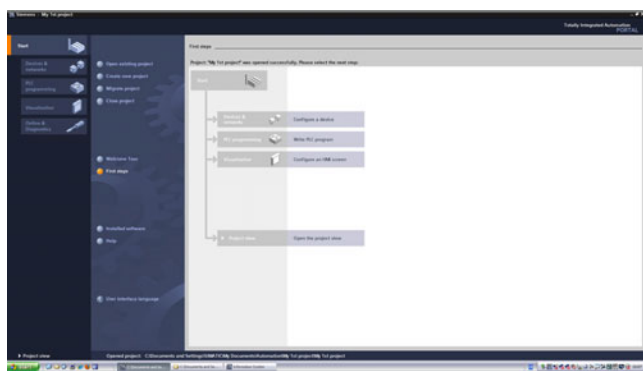 Siemens - My 1st project
Totally Integrated Automation
PORTAL
Start
Devices &
networks
PLC
programming
Visualization
Online &
Diagnostics
Open existing project
Create new project
Migrate project
Close project
Welcome Tour
First steps
Installed software
Help
User interface language
First steps
Project: "My 1st project" was opened successfully. Please select the next step:
Start
Devices &
networks
Configure a device
PLC programming
Write PLC program
Visualization
Configure an HMI screen
Project view
Open the project view
Project view
Opened project: C:\Documents and Settings\SIMATIC\My Documents\Automation\My 1st project\My 1st project
start